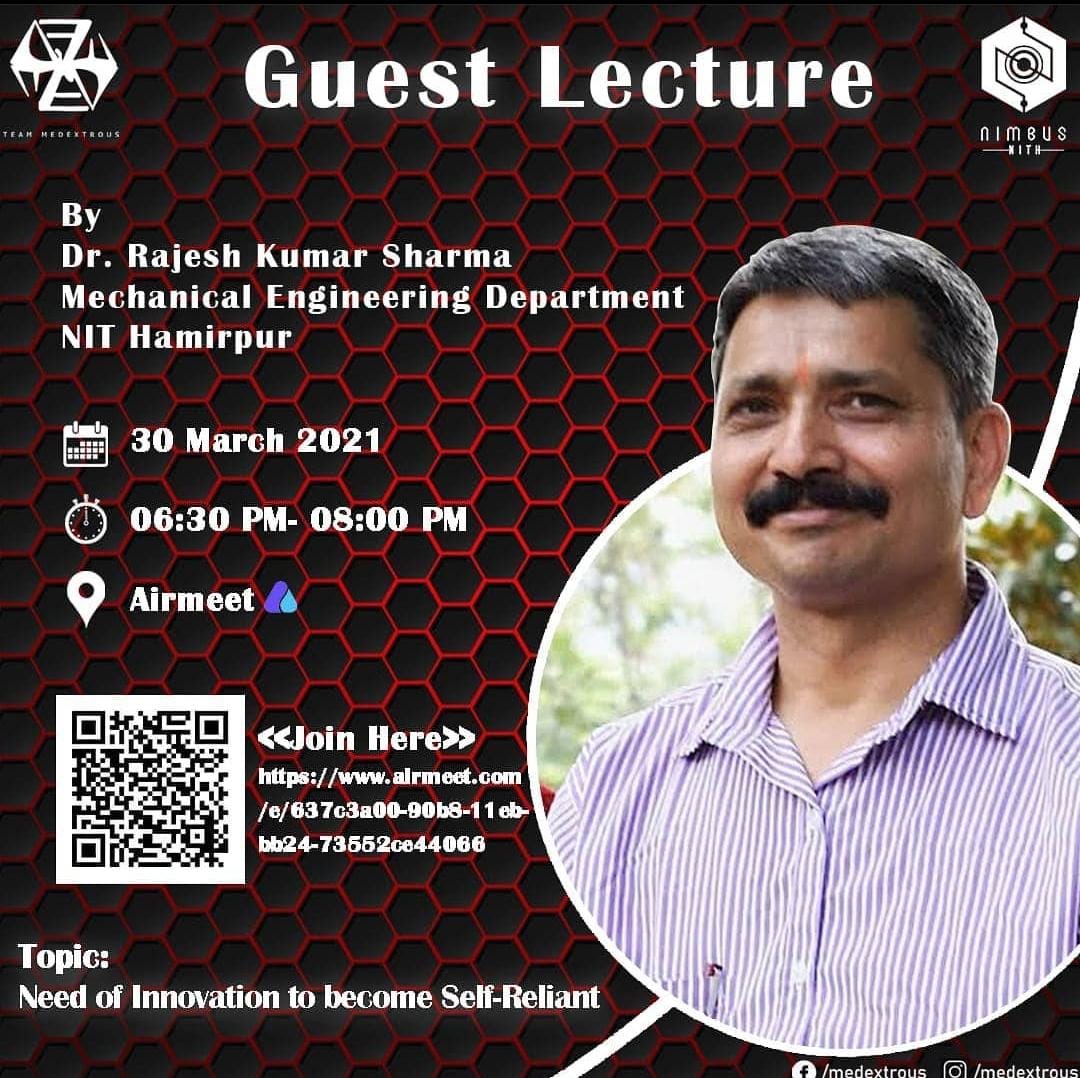 TEAM MEDEXTROUS
Guest Lecture
NIMBUS
NITH
By
Dr. Rajesh Kumar Sharma
Mechanical Engineering Department
NIT Hamirpur
30 March 2021
06:30 PM- 08:00 PM
Airmeet
<<Join Here>>
https://www.airmeet.com
/e/637c3a00-90b8-11eb-
bb24-73552ce44066
Topic:
Need of Innovation to become Self-Reliant
/medextrous /medextrous